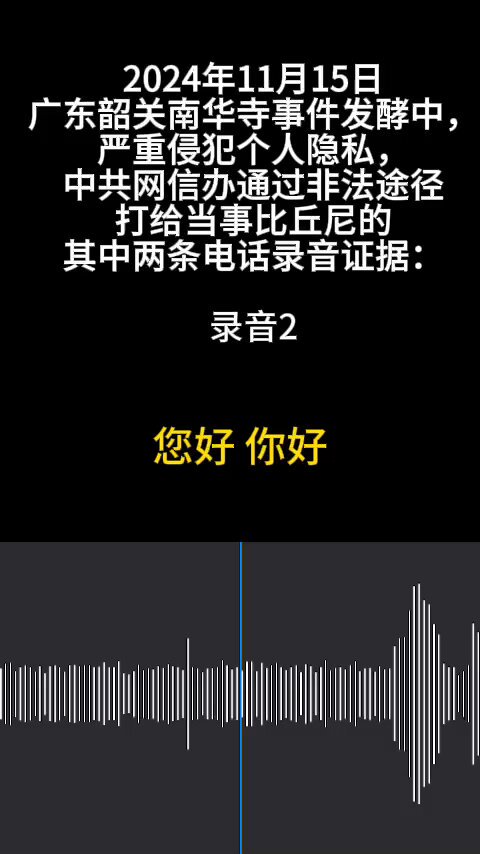 2024年11月15日
广东韶关南华寺事件发酵中，
严重侵犯个人隐私，
中共网信办通过非法途径
打给当事比丘尼的
其中两条电话录音证据：
录音2
您好 你好